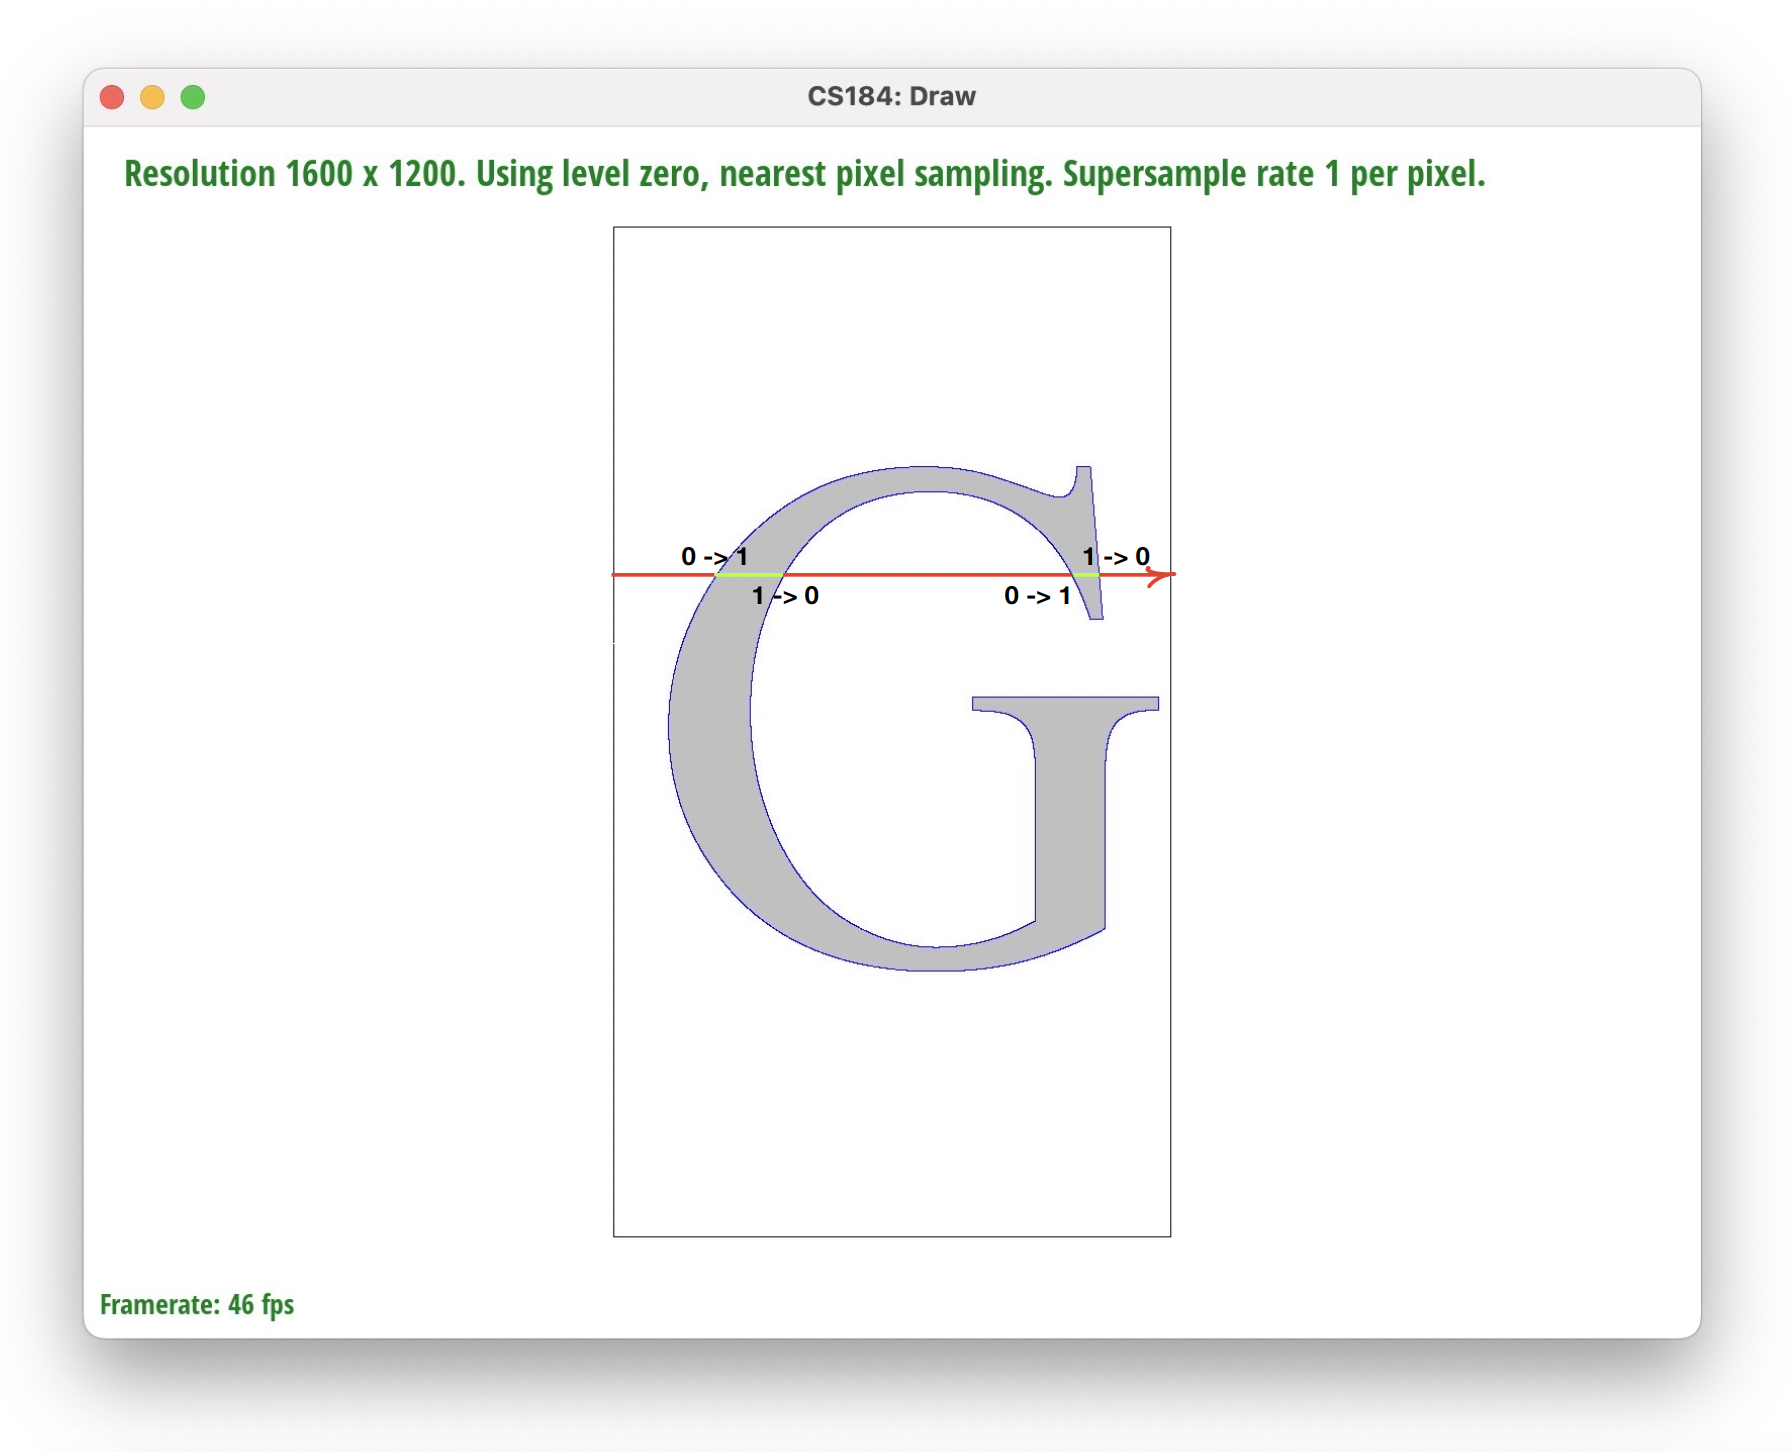 CS184: Draw
Resolution 1600 x 1200. Using level zero, nearest pixel sampling. Supersample rate 1 per pixel.
G
0 -> 1
1 -> 0
1 -> 0
0 -> 1
Framerate: 46 fps